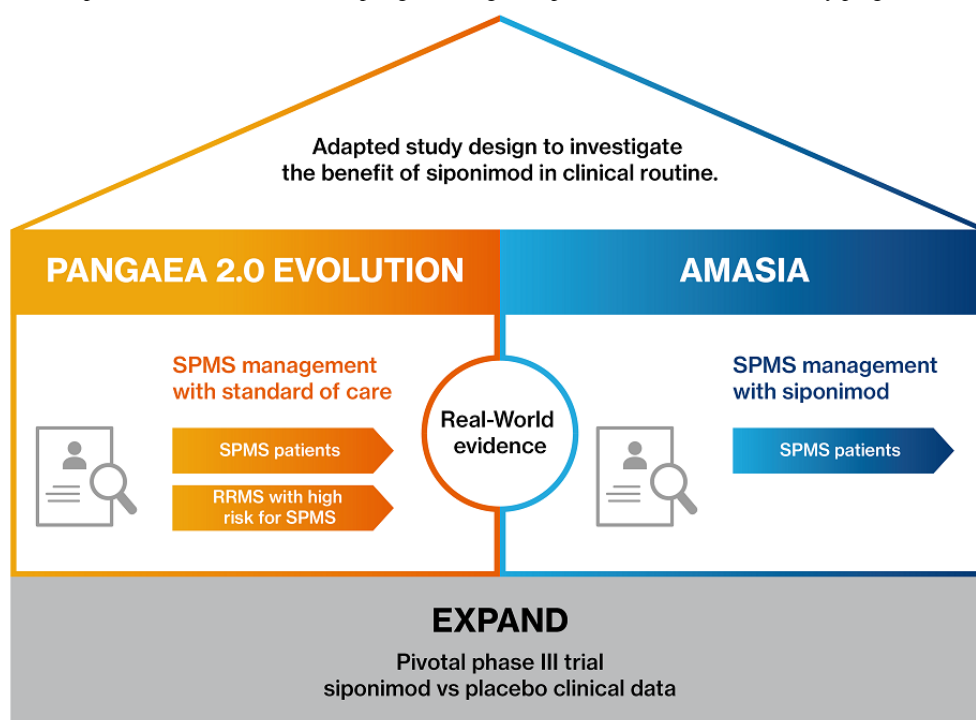 Adapted study design to investigate
the benefit of siponimod in clinical routine.
PANGAEA 2.0 EVOLUTION
AMASIA
SPMS management
with standard of care
SPMS patients
RRMS with high
risk for SPMS
Real-World
evidence
SPMS management
with siponimod
SPMS patients
EXPAND
Pivotal phase III trial
siponimod vs placebo clinical data